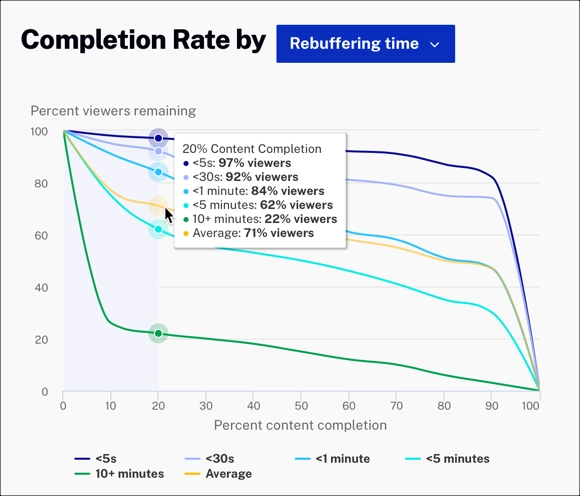 Completion Rate by Rebuffering time
Percent viewers remaining
100
80
60
40
20
0
20% Content Completion
<5s: 97% viewers
<30s: 92% viewers
<1 minute: 84% viewers
<5 minutes: 62% viewers
10+ minutes: 22% viewers
Average: 71% viewers
0 10 20 30 40 50 60 70 80 90 100
Percent content completion
<5s <30s <1 minute <5 minutes
10+ minutes Average